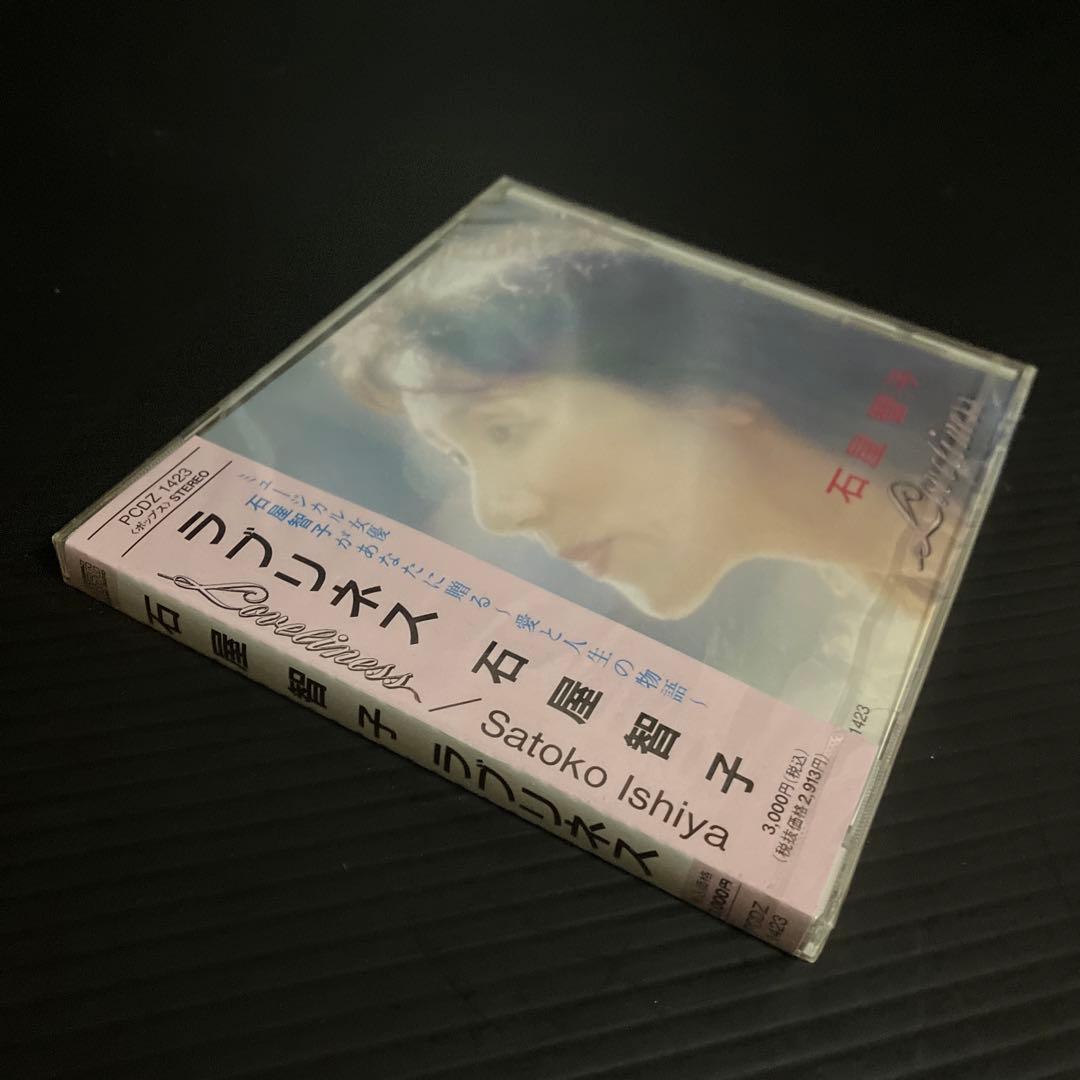 石屋智子
Loveliness
1423
PCDZ 1423
〈ポップス〉STEREO
ミュージカル女優
石屋智子があなたに贈る〜愛と人生の物語〜
ラブリネス 石屋智子
Loveliness / Satoko Ishiya
3,000円(税込)
(税抜価格2,913円)
石屋智子 ラブリネス
PCDZ
1423